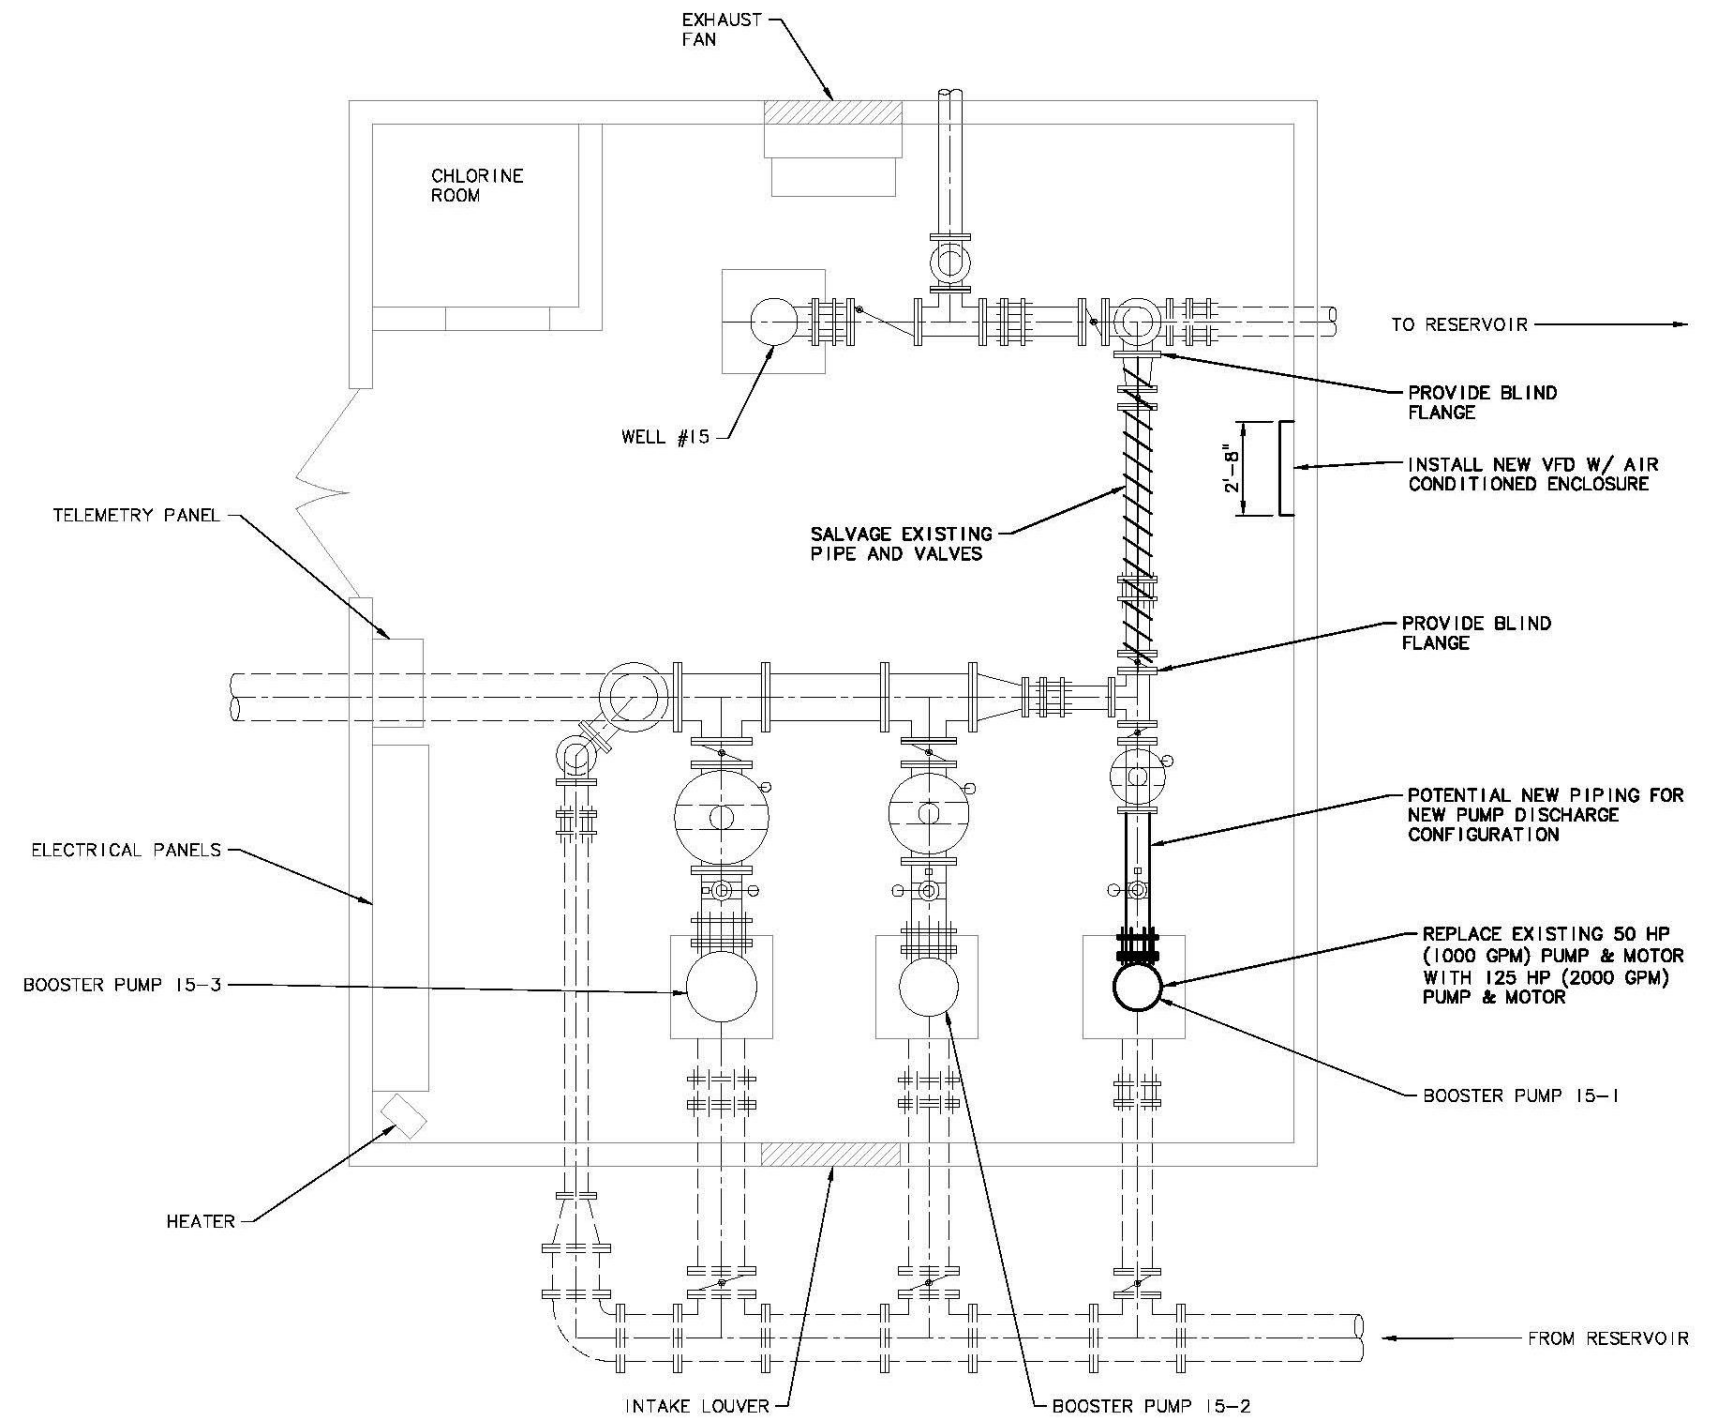 EXHAUST
FAN
CHLORINE
ROOM
TO RESERVOIR
PROVIDE BLIND
FLANGE
WELL #15
2'-8"
INSTALL NEW VFD W/ AIR
CONDITIONED ENCLOSURE
TELEMETRY PANEL
SALVAGE EXISTING
PIPE AND VALVES
PROVIDE BLIND
FLANGE
POTENTIAL NEW PIPING FOR
NEW PUMP DISCHARGE
CONFIGURATION
ELECTRICAL PANELS
REPLACE EXISTING 50 HP
(1000 GPM) PUMP & MOTOR
WITH 125 HP (2000 GPM)
PUMP & MOTOR
BOOSTER PUMP 15-3
BOOSTER PUMP 15-1
HEATER
FROM RESERVOIR
INTAKE LOUVER
BOOSTER PUMP 15-2